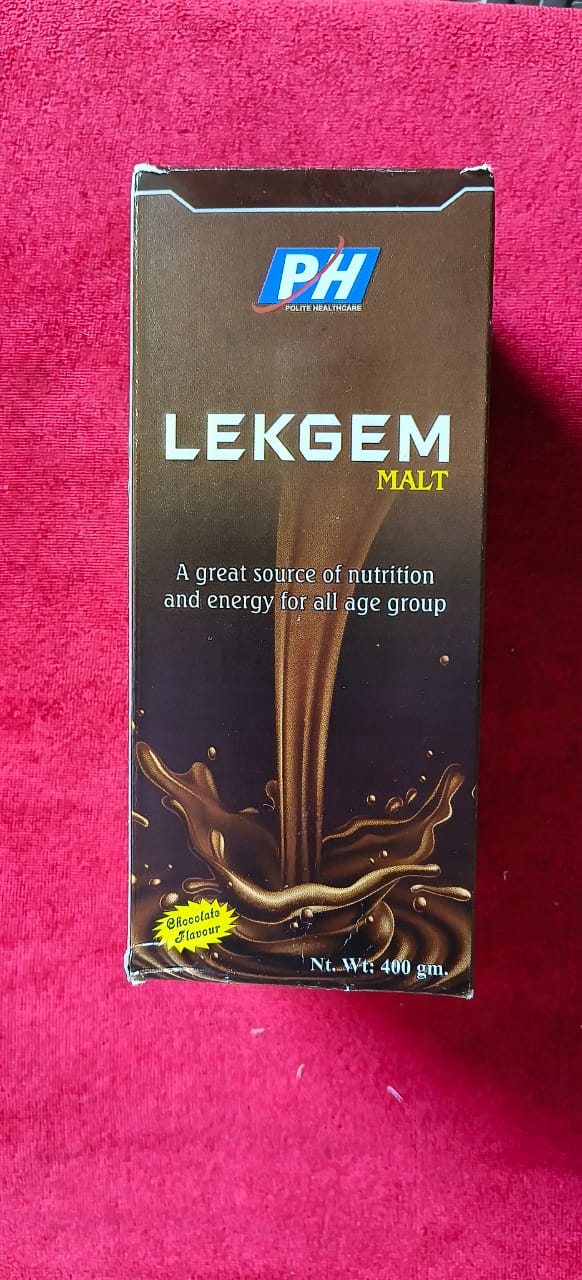 PH
POLITE HEALTHCARE
LEKGEM
MALT
A great source of nutrition
and energy for all age group
Chocolate
Flavour
Nt. Wt: 400 gm.